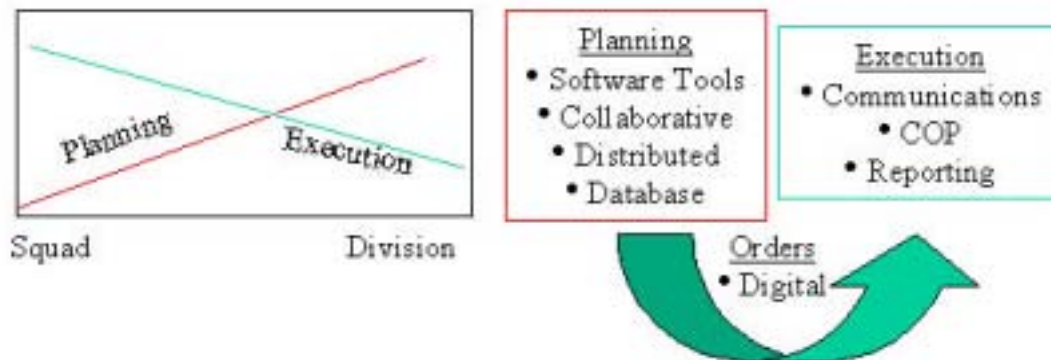 Planning
Execution
Squad
Division
Planning
• Software Tools
• Collaborative
• Distributed
• Database
Execution
• Communications
• COP
• Reporting
Orders
• Digital